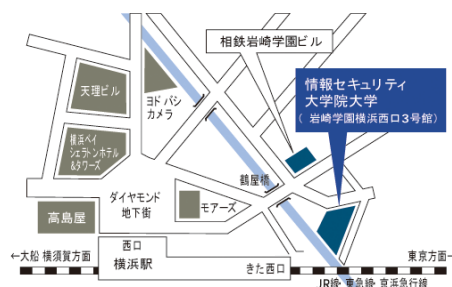 相鉄岩崎学園ビル
情報セキュリティ
大学院大学
(岩崎学園横浜西口3号館)
天理ビル
ヨドバシ
カメラ
横浜ベイ
シェラトンホテル
&タワーズ
鶴屋橋
ダイヤモンド
地下街
モアーズ
高島屋
西口
横浜駅
きた西口
←大船 横須賀方面
東京方面→
JR線・東急線・京浜急行線